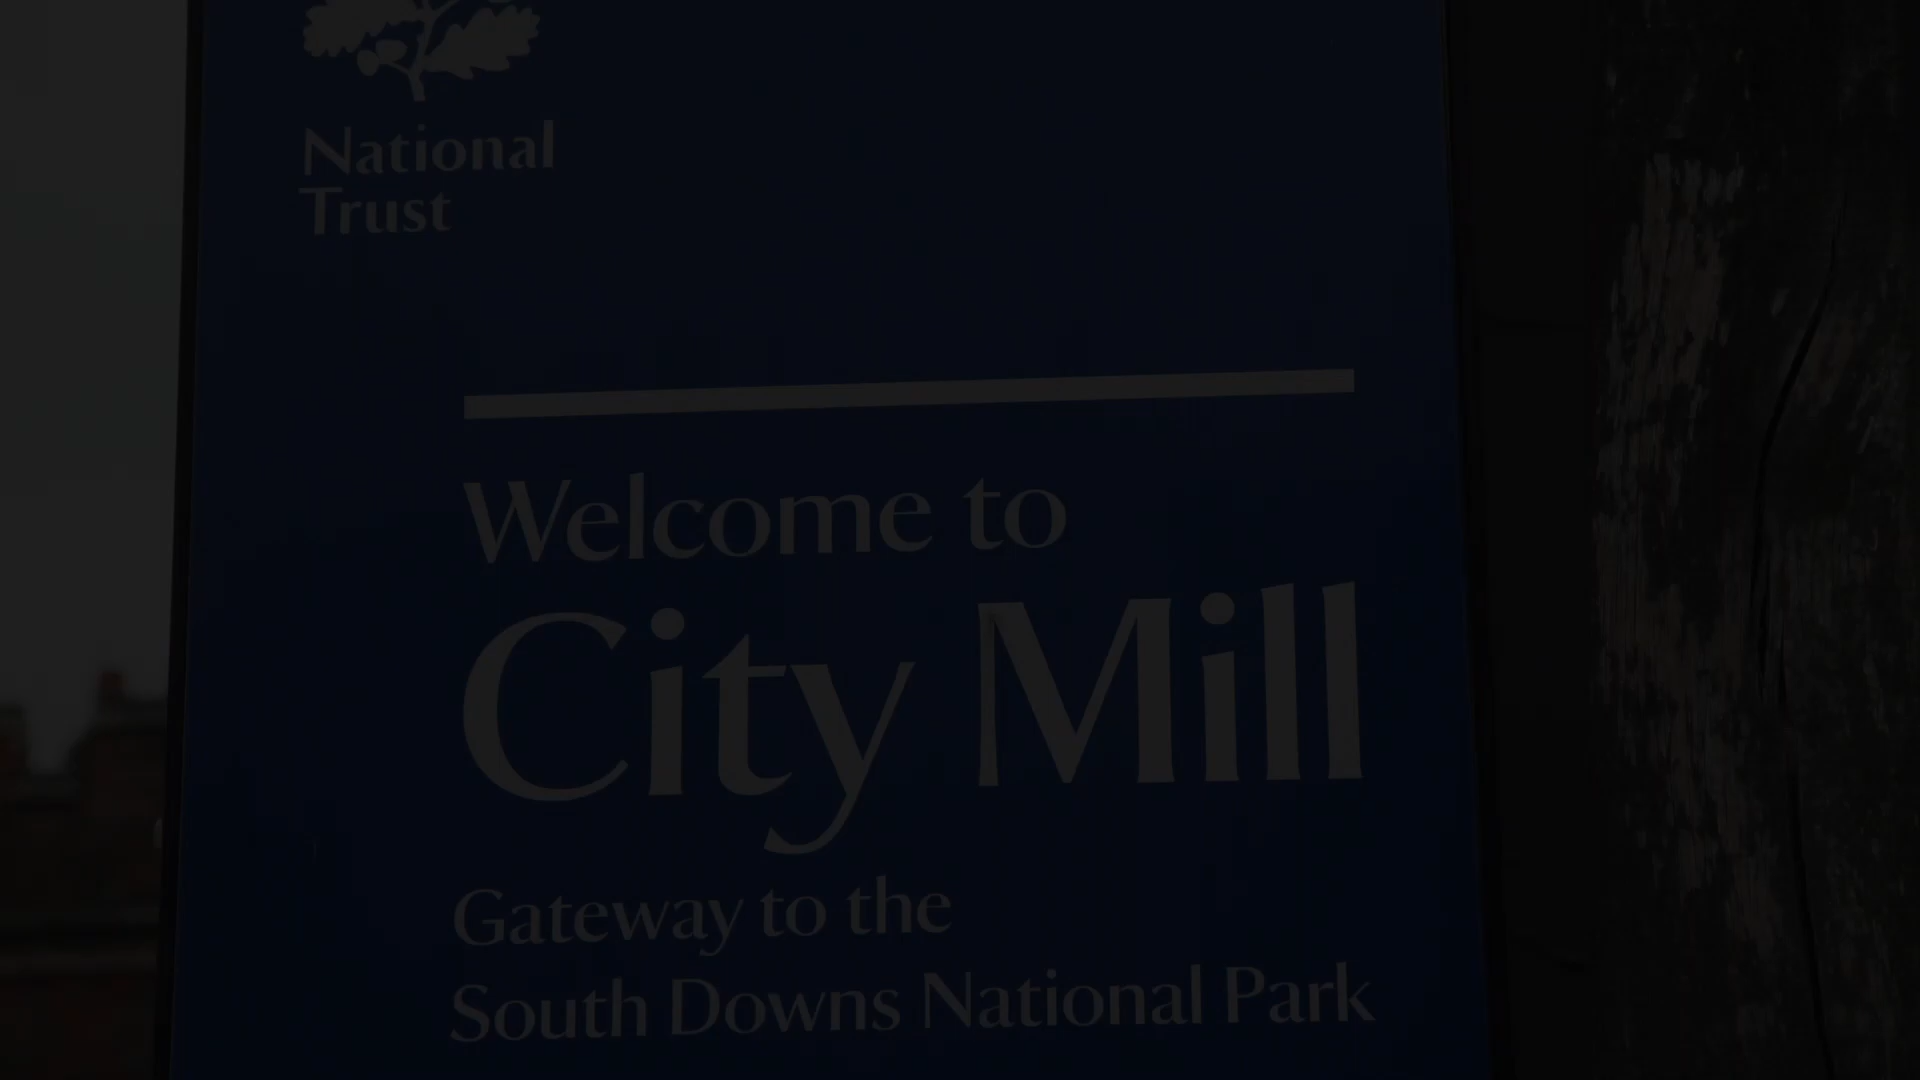 National
Trust
Welcome to
City Mill
Gateway to the
South Downs National Park